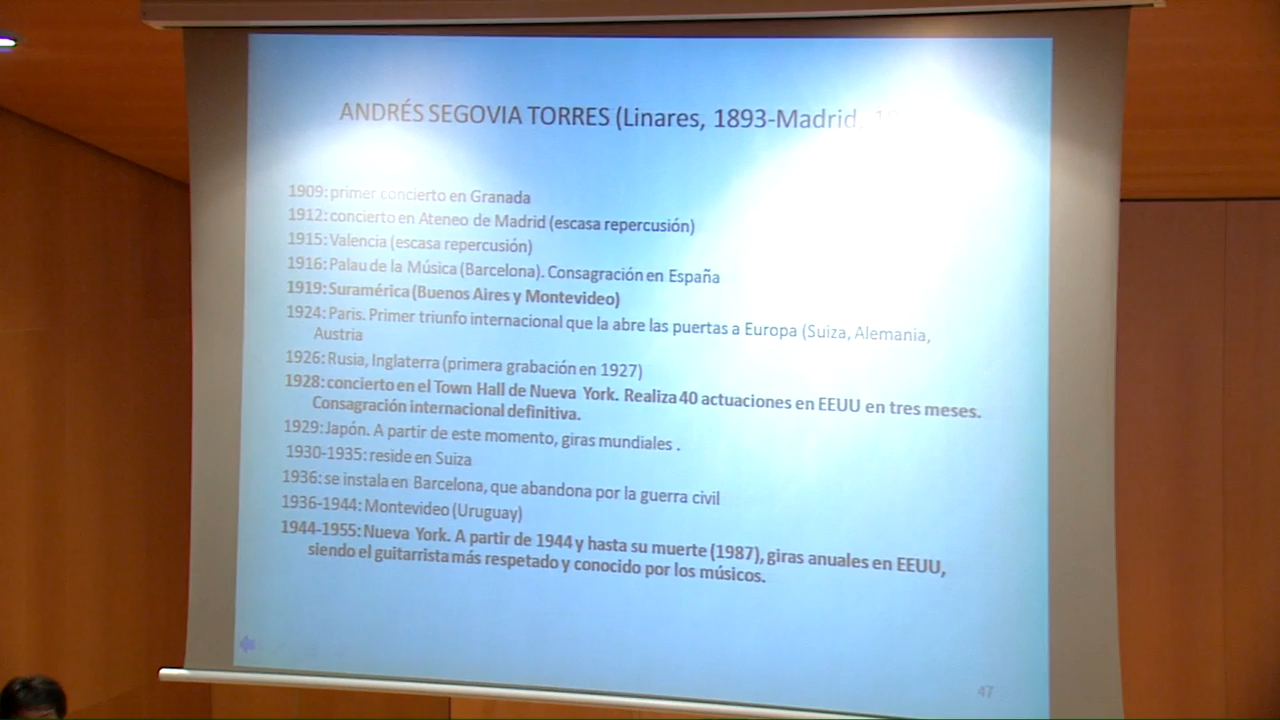 ANDRÉS SEGOVIA TORRES (Linares, 1893-Madrid,
1909: primer concierto en Granada
1912: concierto en Ateneo de Madrid (escasa repercusión)
1915: Valencia (escasa repercusión)
1916: Palau de la Música (Barcelona). Consagración en España
1919: Suramérica (Buenos Aires y Montevideo)
1924: Paris. Primer triunfo internacional que la abre las puertas a Europa (Suiza, Alemania,
Austria
1926: Rusia, Inglaterra (primera grabación en 1927)
1928: concierto en el Town Hall de Nueva York. Realiza 40 actuaciones en EEUU en tres meses.
Consagración internacional definitiva.
1929: Japón. A partir de este momento, giras mundiales .
1930-1935: reside en Suiza
1936: se instala en Barcelona, que abandona por la guerra civil
1936-1944: Montevideo (Uruguay)
1944-1955: Nueva York. A partir de 1944 y hasta su muerte (1987), giras anuales en EEUU,
siendo el guitarrista más respetado y conocido por los músicos.
47